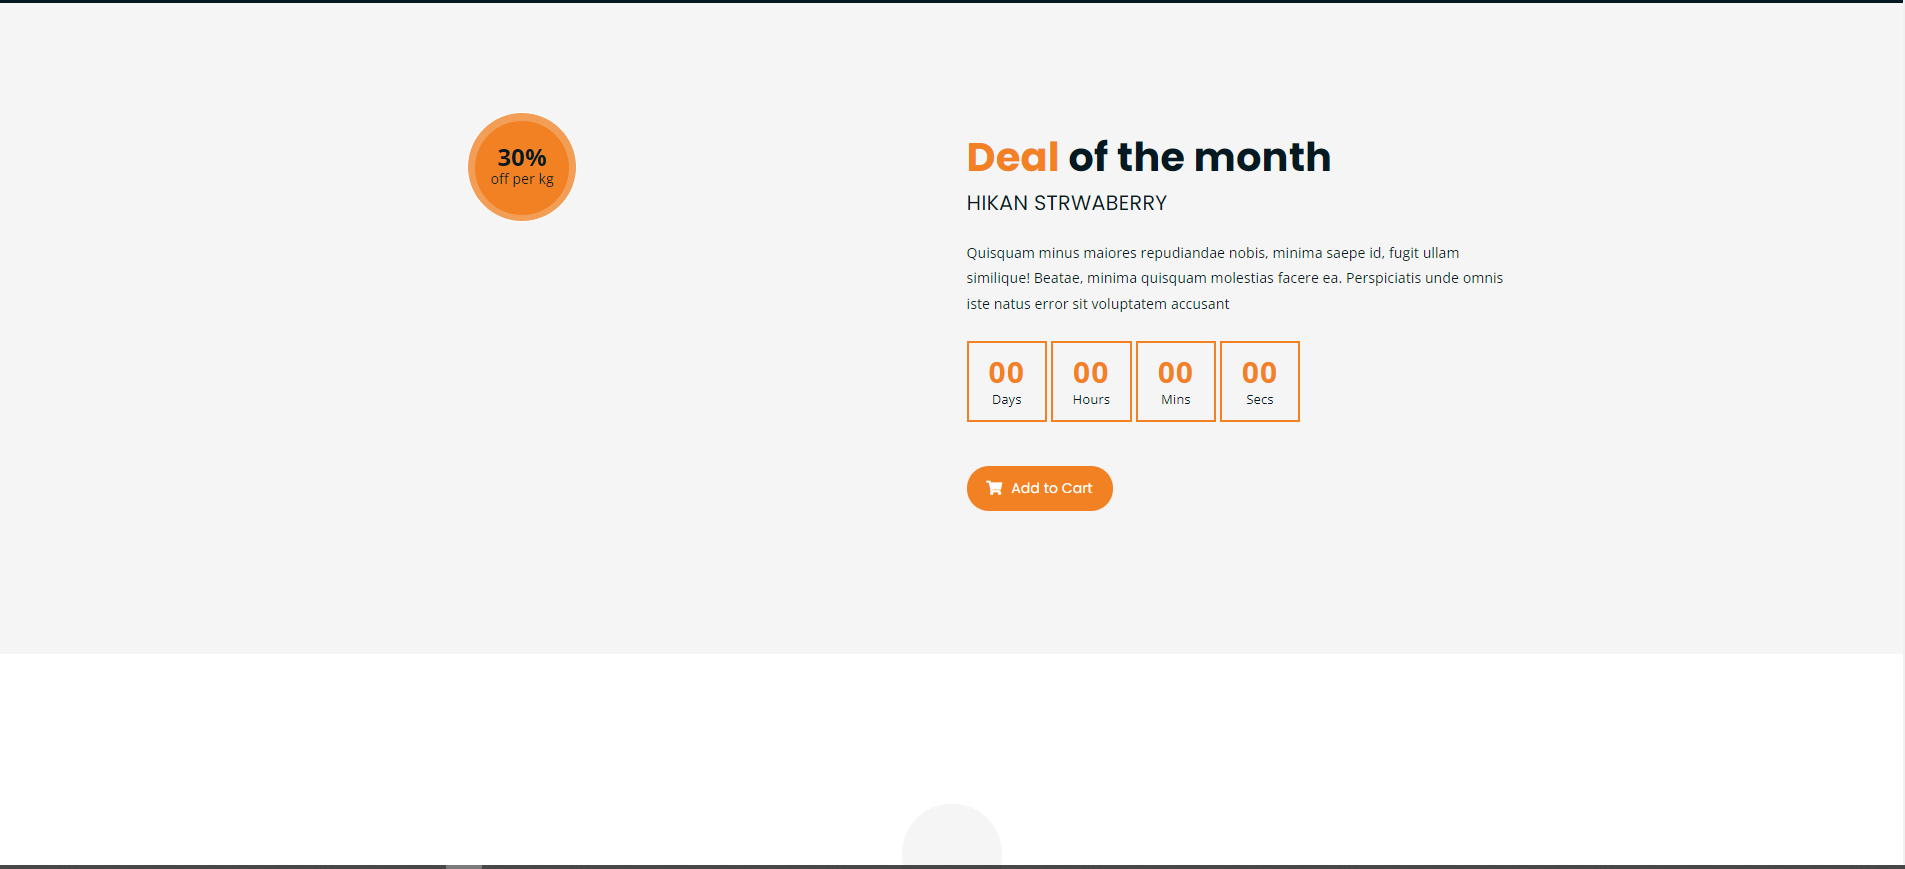 30%
off per kg
Deal of the month
HIKAN STRWABERRY
Quisquam minus maiores repudiandae nobis, minima saepe id, fugit ullam
similique! Beatae, minima quisquam molestias facere ea. Perspiciatis unde omnis
iste natus error sit voluptatem accusant
00 00 00 00
Days Hours Mins Secs
Add to Cart